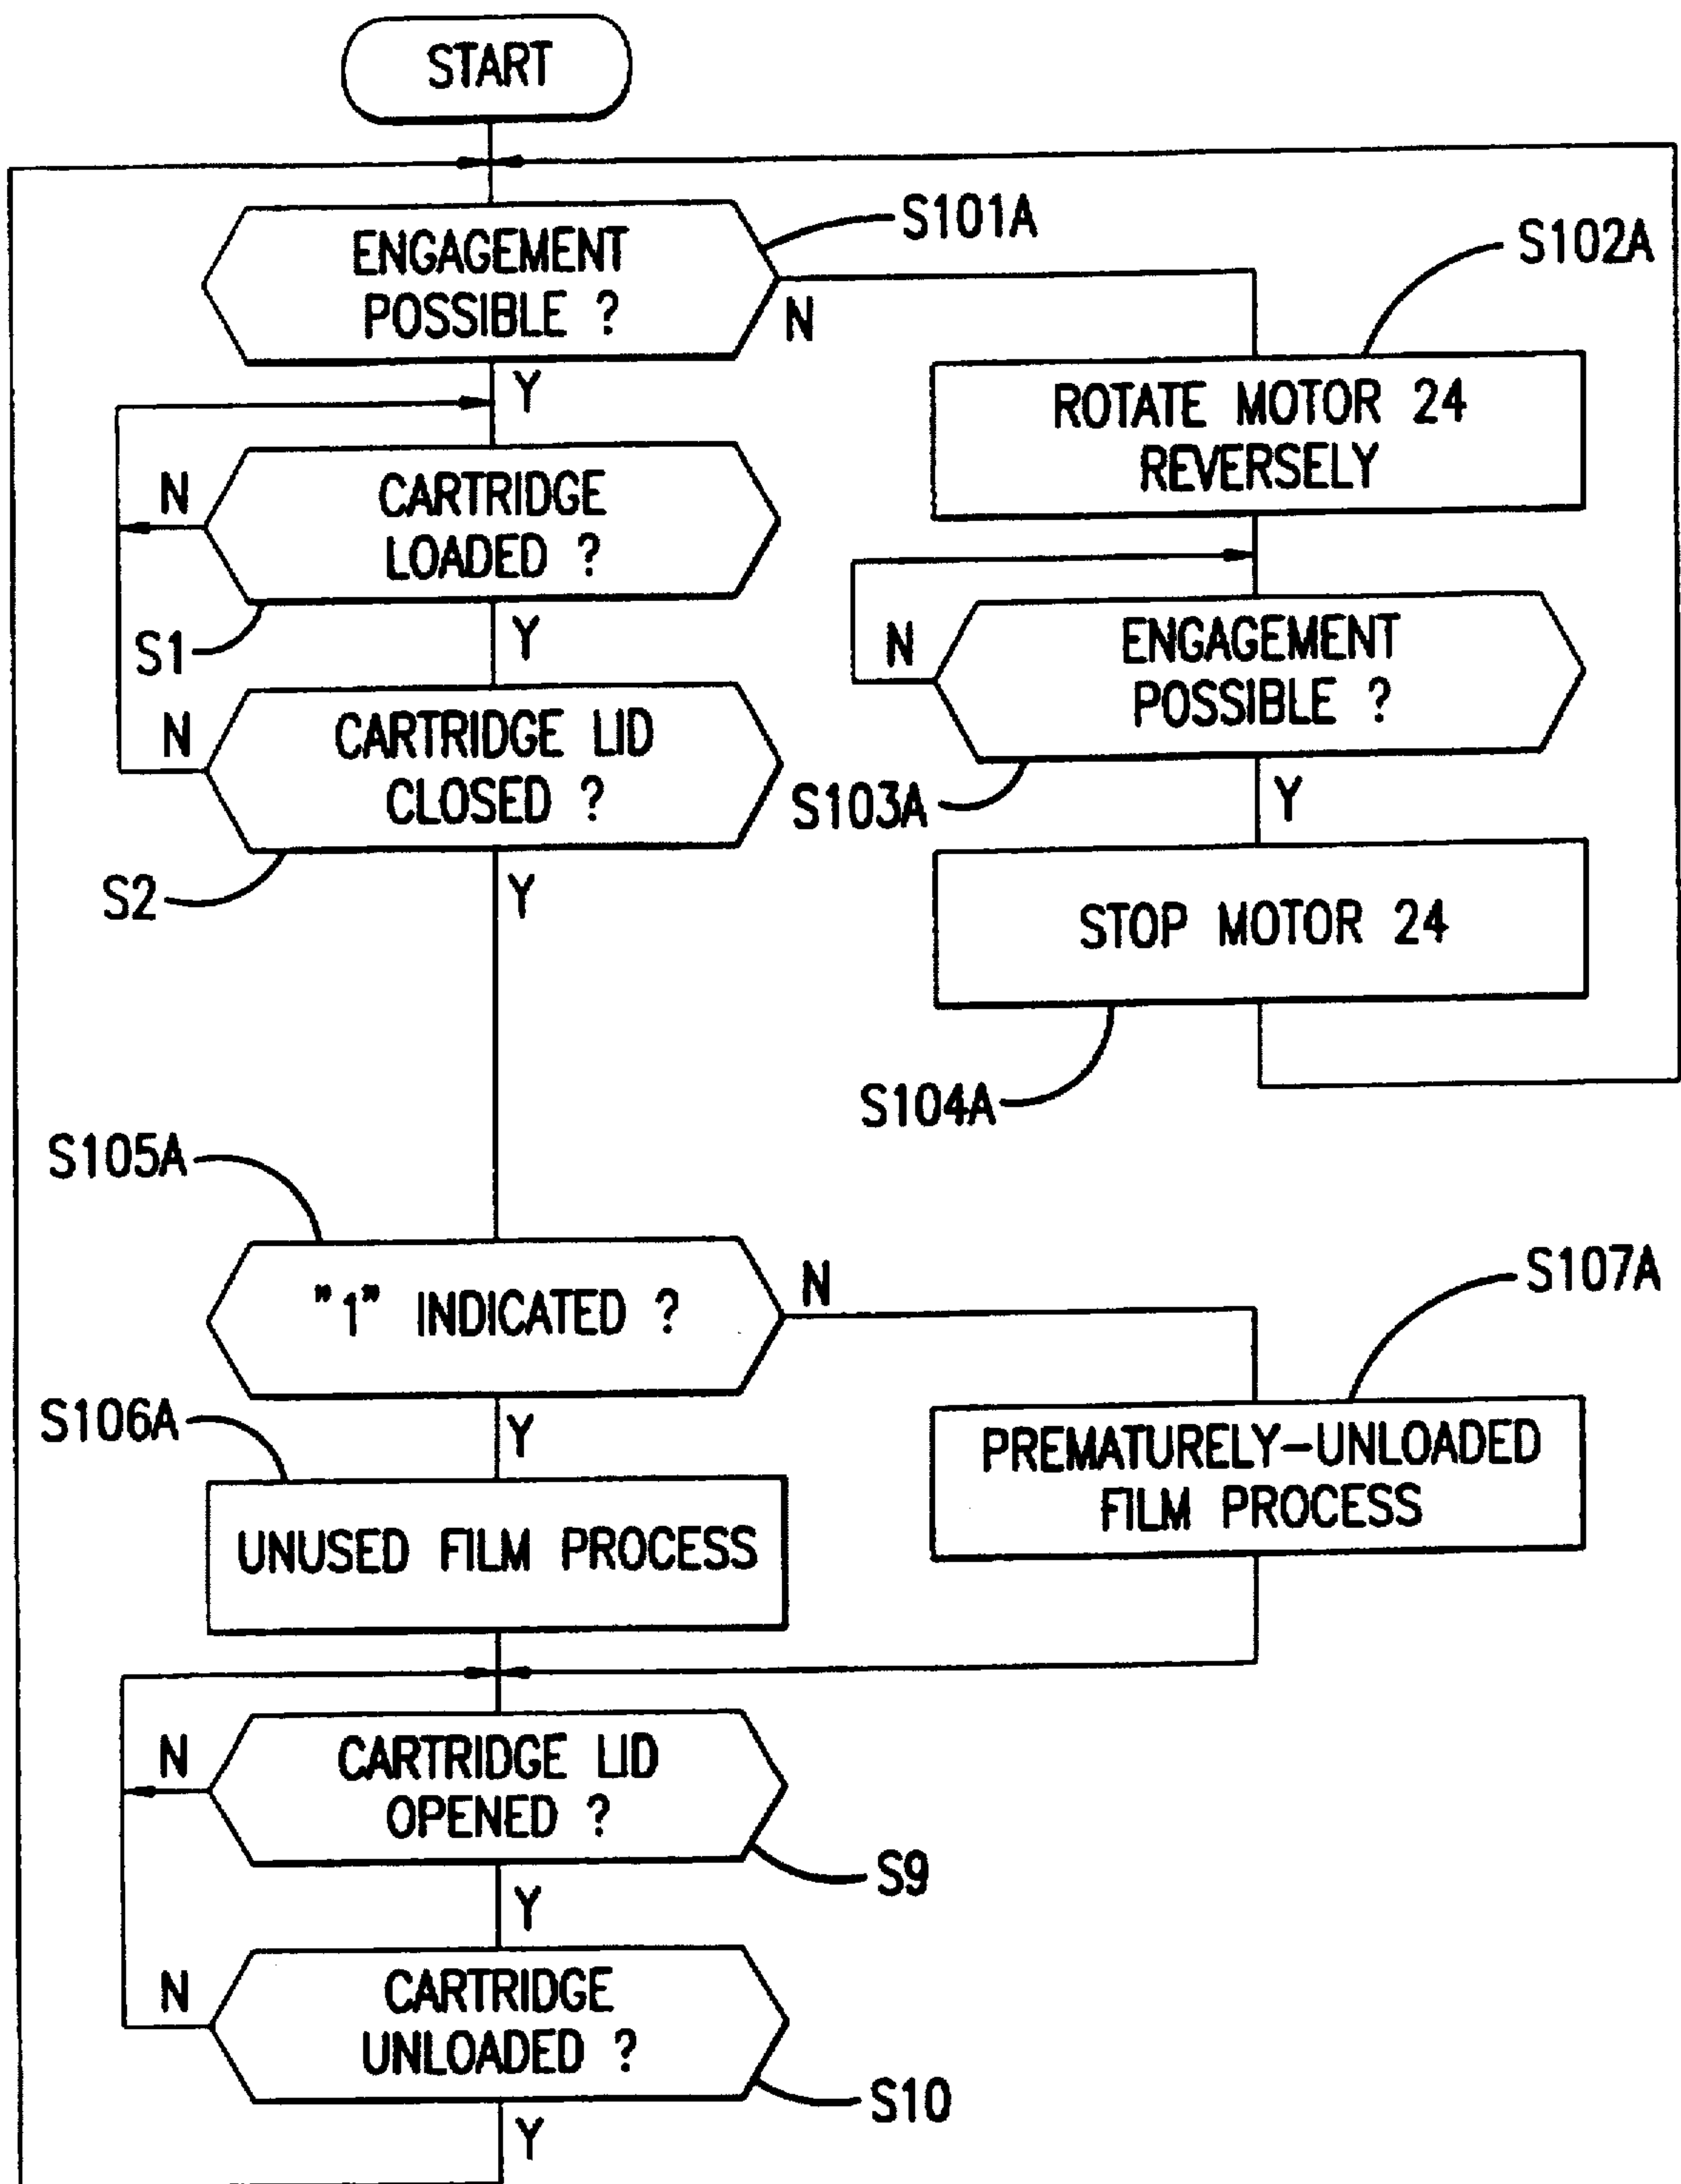 START
ENGAGEMENT
POSSIBLE ?
S101A
N
S102A
Y
ROTATE MOTOR 24
REVERSELY
N
CARTRIDGE
LOADED ?
S1
Y
N
ENGAGEMENT
POSSIBLE ?
S103A
Y
N
CARTRIDGE LID
CLOSED ?
S2
Y
STOP MOTOR 24
S104A
S105A
"1" INDICATED ?
N
S107A
S106A
Y
UNUSED FILM PROCESS
PREMATURELY-UNLOADED
FILM PROCESS
N
CARTRIDGE LID
OPENED ?
S9
Y
N
CARTRIDGE
UNLOADED ?
S10
Y